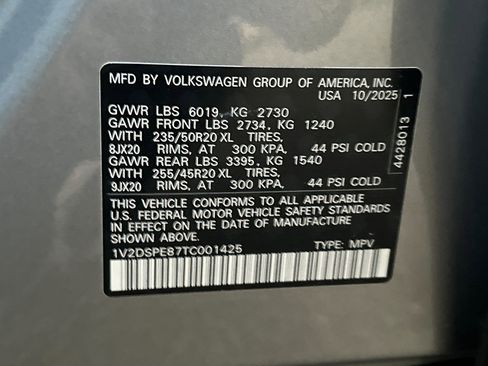 MFD BY VOLKSWAGEN GROUP OF AMERICA, INC.
USA 10/2025
GVWR LBS 6019, KG 2730
GAWR FRONT LBS 2734, KG 1240
WITH 235/50R20 XL TIRES,
8JX20 RIMS, AT 300 KPA, 44 PSI COLD
GAWR REAR LBS 3395, KG 1540
WITH 255/45R20 XL TIRES,
9JX20 RIMS, AT 300 KPA, 44 PSI COLD
THIS VEHICLE CONFORMS TO ALL APPLICABLE
U.S. FEDERAL MOTOR VEHICLE SAFETY STANDARDS
IN EFFECT ON THE DATE OF MANUFACTURE
SHOWN ABOVE.
1V2DSPE87TC001425 TYPE: MPV
4428013 1